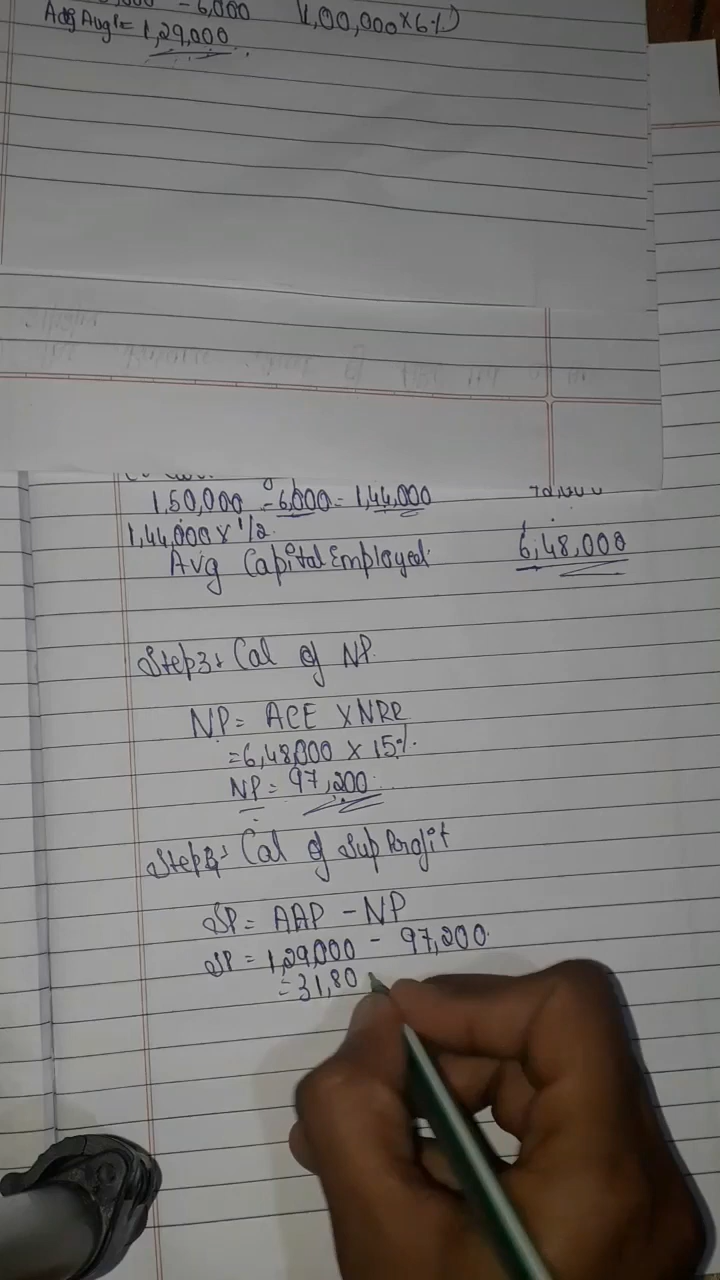 - 6,000 (1,00,000 x 6%)
Adj Avg = 1,29,000
1,50,000 - 6,000 = 1,44,000
1,44,000 x 1/2
Avg Capital Employed 6,48,000
Step 3: Cal of NP
NP = ACE X NRR
= 6,48,000 x 15%.
NP = 97,200
Step 4: Cal of Sup Profit
SP = AAP - NP
SP = 1,29,000 - 97,200
= 31,80